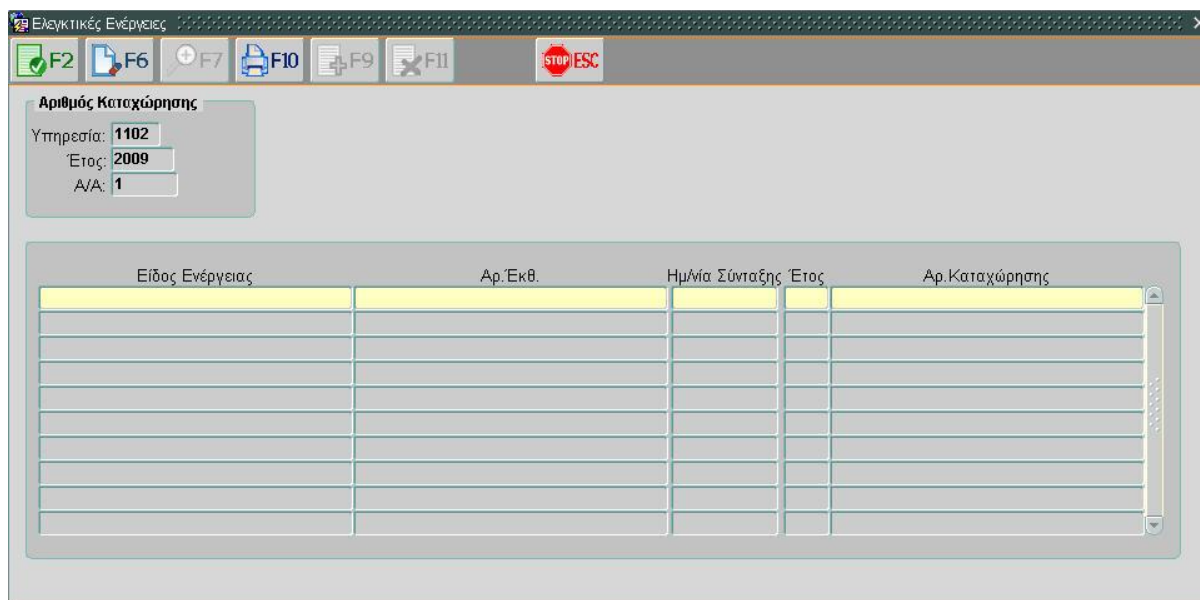 Ελεγκτικές Ενέργειες
F2 F6 F7 F10 F9 F11 STOP ESC
Αριθμός Καταχώρησης
Υπηρεσία: 1102
Έτος: 2009
Α/Α: 1
Είδος Ενέργειας Αρ.Έκθ. Ημ/νία Σύνταξης Έτος Αρ.Καταχώρησης